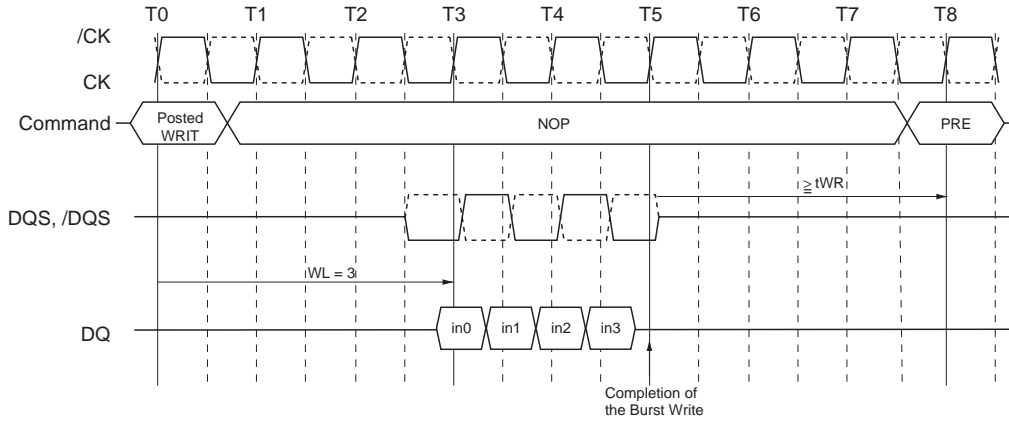 T0 T1 T2 T3 T4 T5 T6 T7 T8
/CK
CK
Command
Posted
WRIT
NOP
PRE
≧ tWR
DQS, /DQS
WL = 3
DQ
in0 in1 in2 in3
Completion of
the Burst Write